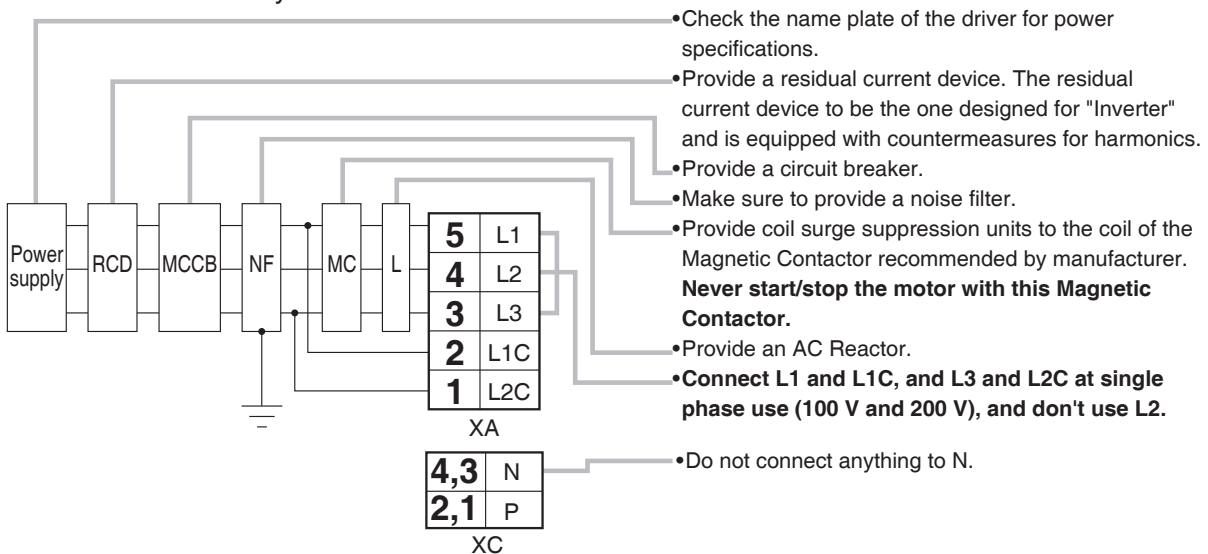 •Check the name plate of the driver for power
specifications.
•Provide a residual current device. The residual
current device to be the one designed for "Inverter"
and is equipped with countermeasures for harmonics.
•Provide a circuit breaker.
•Make sure to provide a noise filter.
•Provide coil surge suppression units to the coil of the
Magnetic Contactor recommended by manufacturer.
Never start/stop the motor with this Magnetic
Contactor.
•Provide an AC Reactor.
•Connect L1 and L1C, and L3 and L2C at single
phase use (100 V and 200 V), and don't use L2.
•Do not connect anything to N.
Power
supply
RCD
MCCB
NF
MC
L
5 L1
4 L2
3 L3
2 L1C
1 L2C
XA
4,3 N
2,1 P
XC